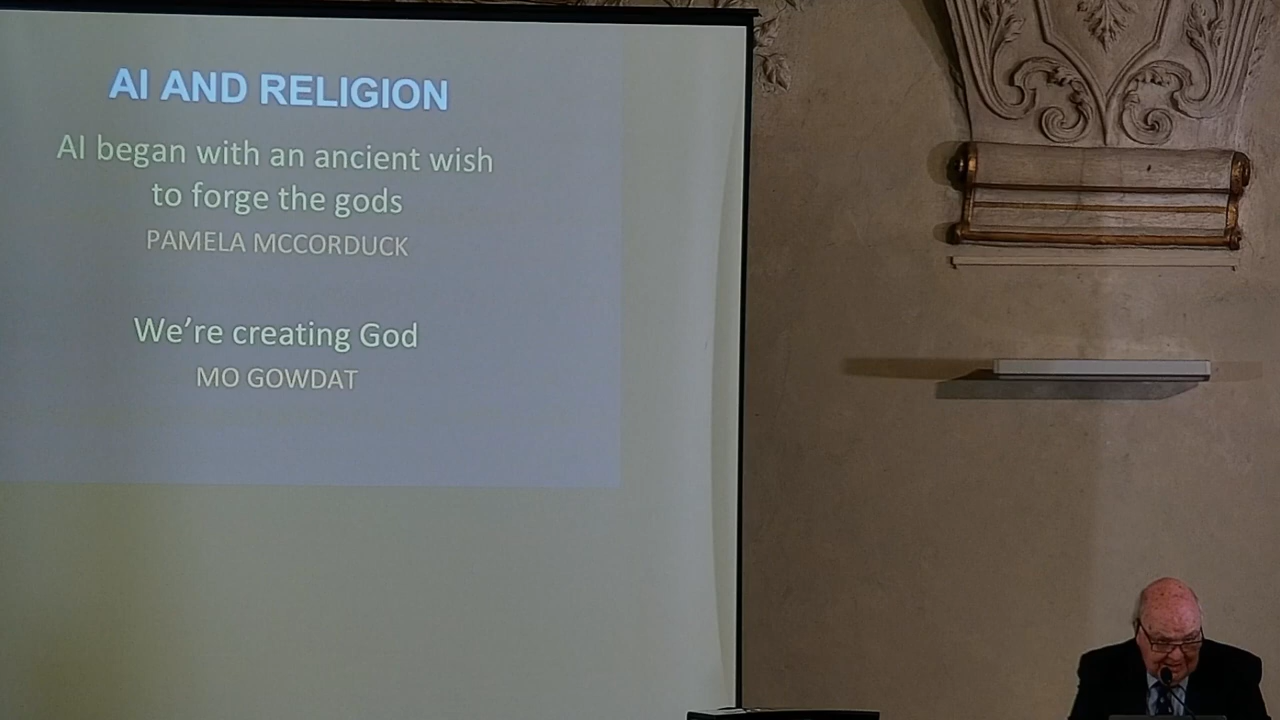 AI AND RELIGION
AI began with an ancient wish
to forge the gods
PAMELA MCCORDUCK
We’re creating God
MO GOWDAT